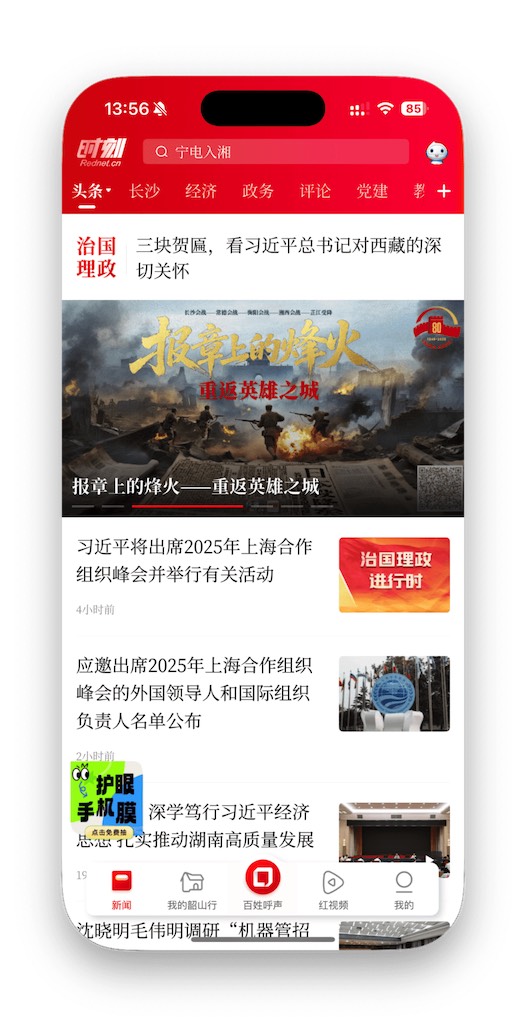 13:56
85
时刻
Rednet.cn
宁电入湘
头条
长沙
经济
政务
评论
党建
治国
理政
三块贺匾，看习近平总书记对西藏的深
切关怀
长沙会战——常德会战——衡阳会战——湘西会战——芷江受降
80
报章上的烽火
重返英雄之城
报章上的烽火——重返英雄之城
习近平将出席2025年上海合作
组织峰会并举行有关活动
4小时前
治国理政
进行时
应邀出席2025年上海合作组织
峰会的外国领导人和国际组织
负责人名单公布
2小时前
护眼
手机膜
点击免费抽
深学笃行习近平经济
思想 扎实推动湖南高质量发展
19
新闻
我的韶山行
百姓呼声
红视频
我的
沈晓明毛伟明调研“机器管招